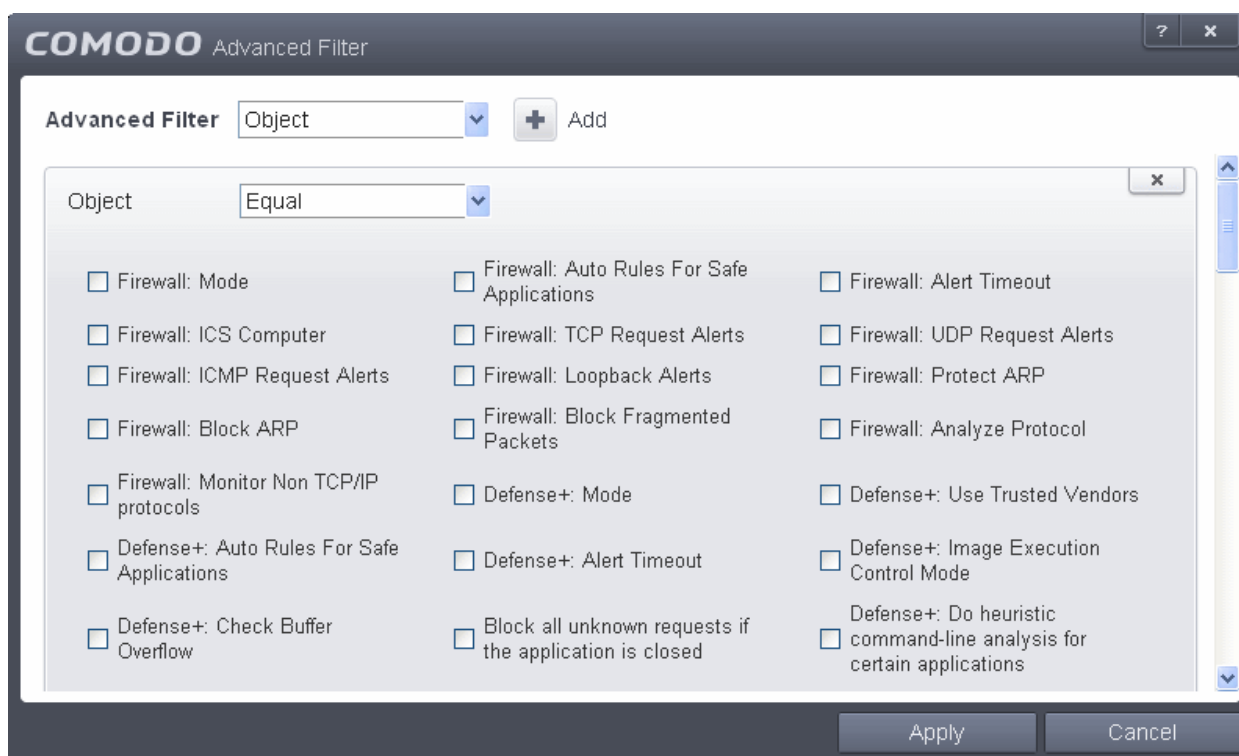 COMODO Advanced Filter
? x
Advanced Filter Object + Add
Object Equal x
Firewall: Mode
Firewall: Auto Rules For Safe
Applications
Firewall: Alert Timeout
Firewall: ICS Computer
Firewall: TCP Request Alerts
Firewall: UDP Request Alerts
Firewall: ICMP Request Alerts
Firewall: Loopback Alerts
Firewall: Protect ARP
Firewall: Block ARP
Firewall: Block Fragmented
Packets
Firewall: Analyze Protocol
Firewall: Monitor Non TCP/IP
protocols
Defense+: Mode
Defense+: Use Trusted Vendors
Defense+: Auto Rules For Safe
Applications
Defense+: Alert Timeout
Defense+: Image Execution
Control Mode
Defense+: Check Buffer
Overflow
Block all unknown requests if
the application is closed
Defense+: Do heuristic
command-line analysis for
certain applications
Apply
Cancel